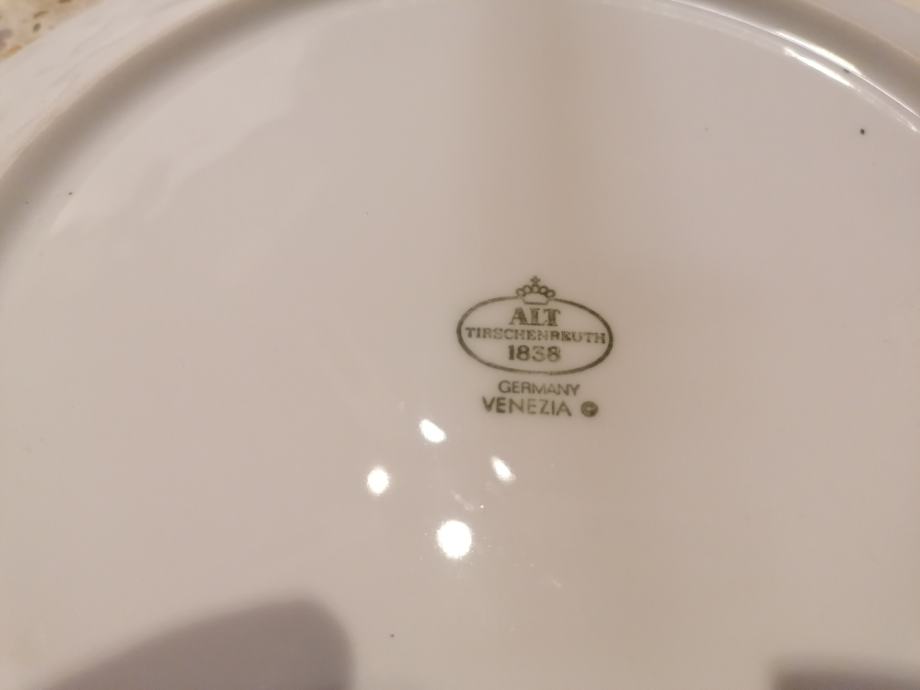 ALT
TIRSCHENREUTH
1838
GERMANY
VENEZIA ©